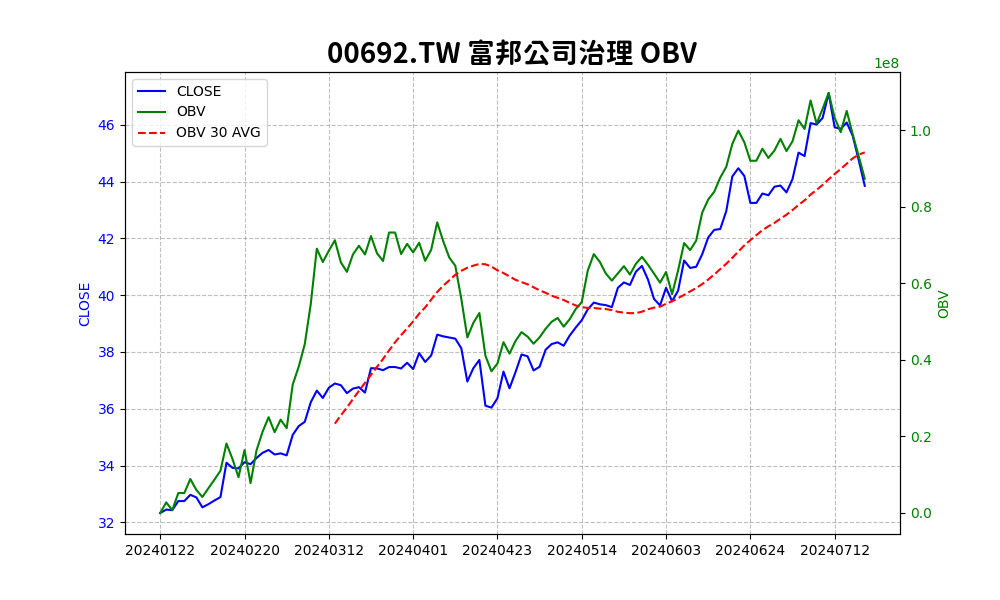 00692.TW 富邦公司治理 OBV
1e8
CLOSE
OBV
OBV 30 AVG
46
44
42
40
38
36
34
32
CLOSE
1.0
0.8
0.6
0.4
0.2
0.0
OBV
20240122 20240220 20240312 20240401 20240423 20240514 20240603 20240624 20240712